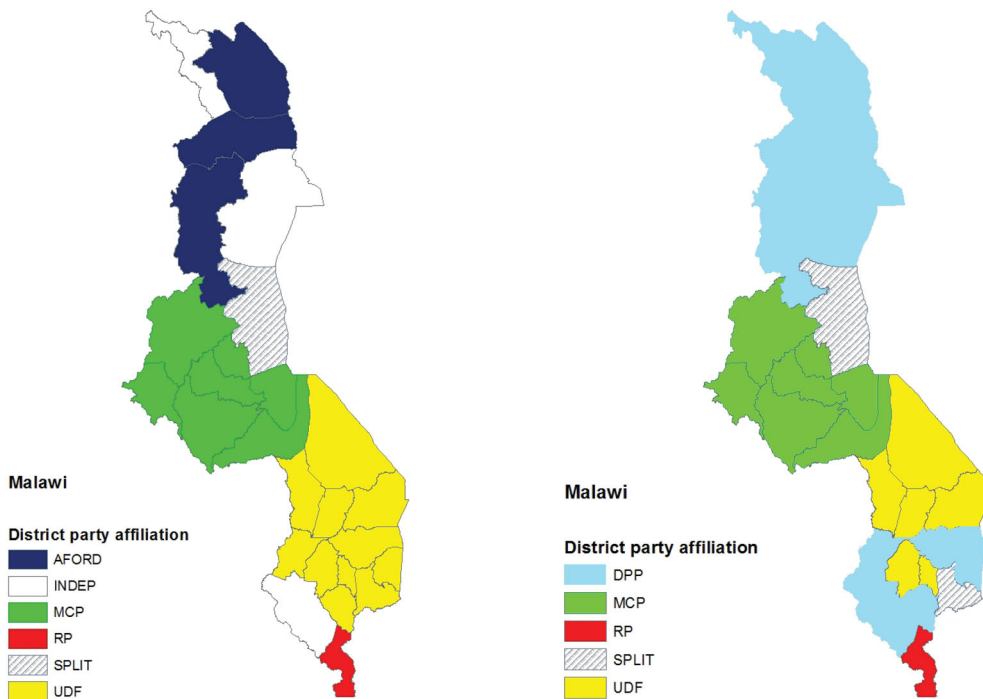 Malawi
District party affiliation
AFORD
INDEP
MCP
RP
SPLIT
UDF
Malawi
District party affiliation
DPP
MCP
RP
SPLIT
UDF